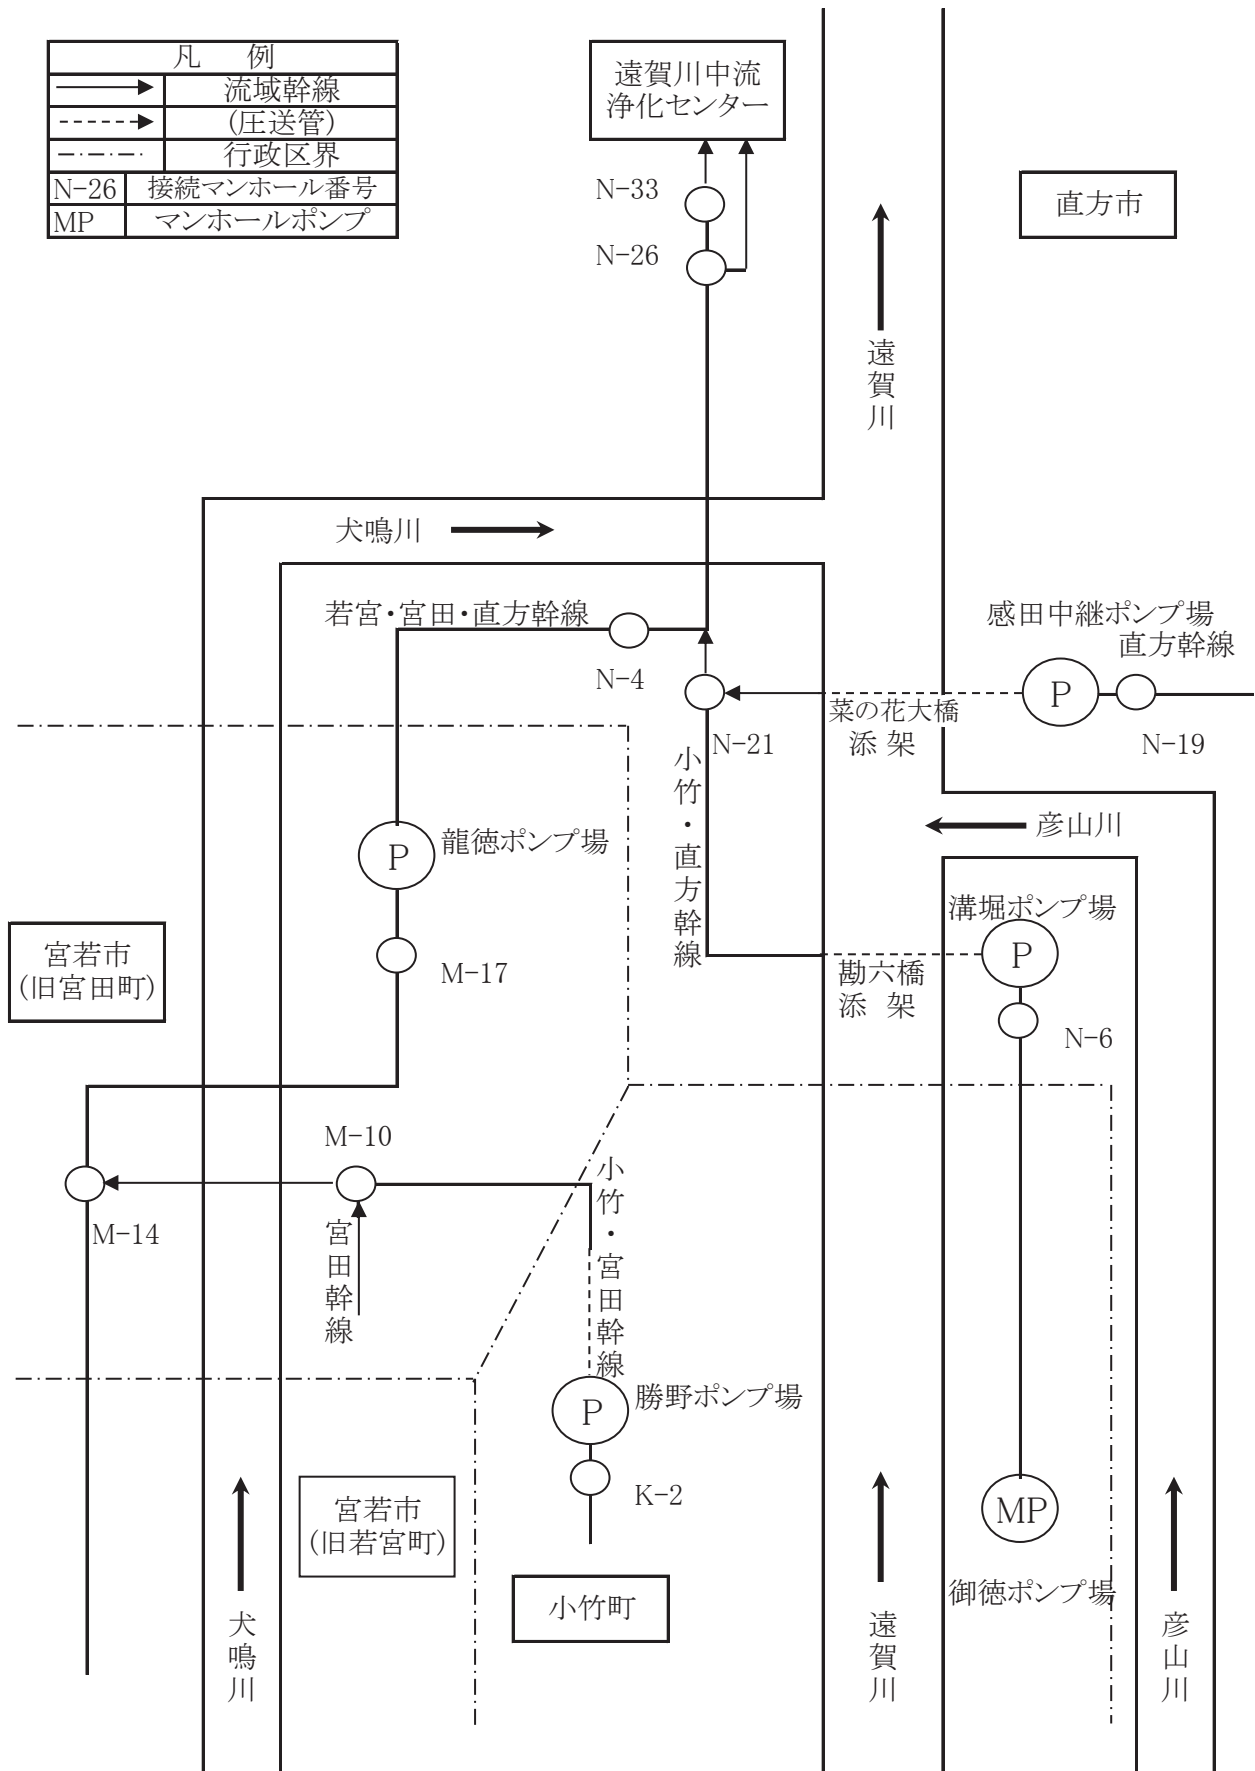 凡 例
流域幹線
(圧送管)
行政区界
N-26 接続マンホール番号
MP マンホールポンプ
遠賀川中流
浄化センター
N-33
N-26
直方市
遠賀川
犬鳴川
若宮・宮田・直方幹線
N-4
感田中継ポンプ場
直方幹線
P
N-19
菜の花大橋
添 架
N-21
小竹・直方幹線
彦山川
P
龍徳ポンプ場
M-17
宮若市
(旧宮田町)
溝堀ポンプ場
P
勘六橋
添 架
N-6
M-10
M-14
宮田幹線
小竹・宮田幹線
P
勝野ポンプ場
K-2
宮若市
(旧若宮町)
小竹町
MP
御徳ポンプ場
犬鳴川
遠賀川
彦山川